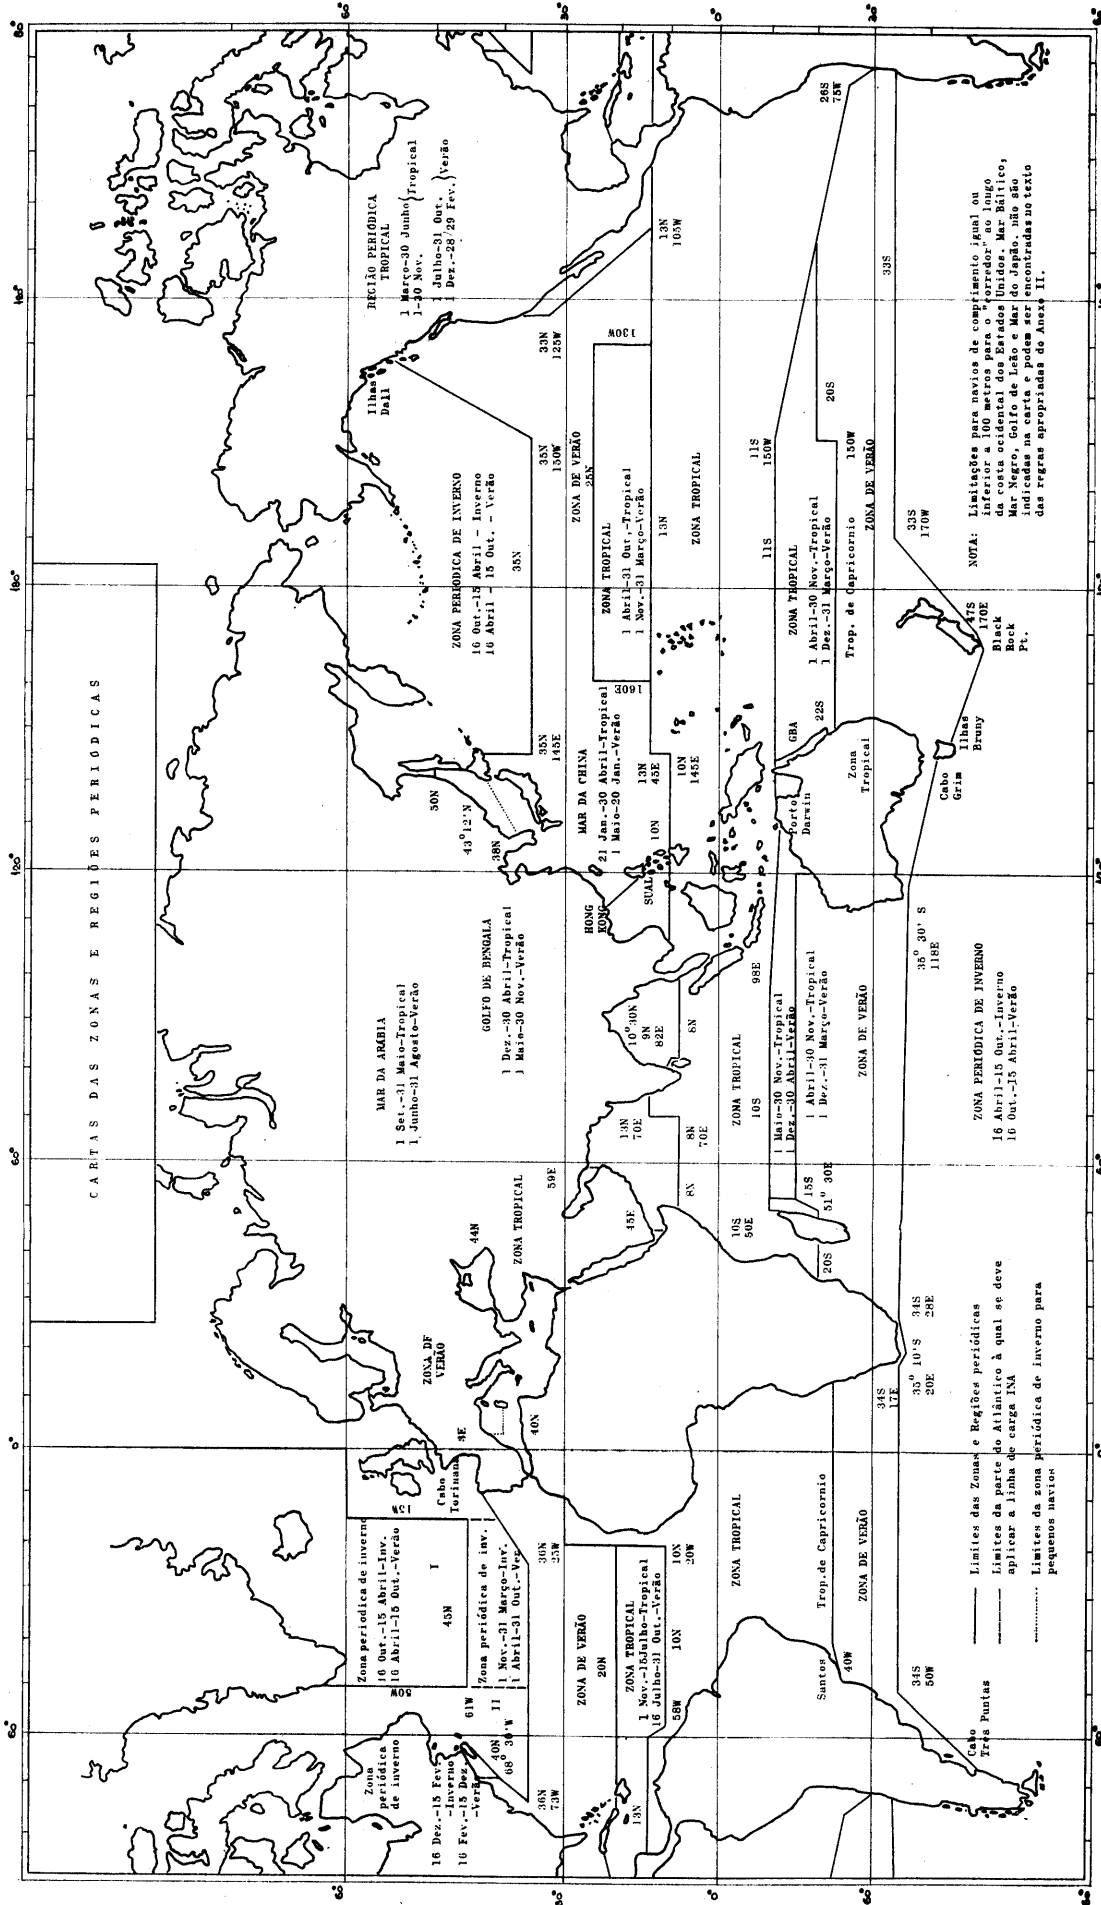 CARTAS DAS ZONAS E REGIÕES PERIÓDICAS
REGIÃO PERIÓDICA
TROPICAL
1 Março-30 Junho
1-30 Nov.
Tropical
1 Julho-31 Out.
1 Dez.-28/29 Fev.
Verão
Ilhas
Dall
33N
125W
13N
105W
130W
35N
150W
ZONA DE VERÃO
25N
ZONA PERIODICA DE INVERNO
16 Out.-15 Abril - Inverno
16 Abril - 15 Out. - Verão
35N
ZONA TROPICAL
1 Abril-31 Out.-Tropical
1 Nov.-31 Março-Verão
13N
ZONA TROPICAL
160E
11S
150W
11S
26S
75W
20S
33S
150W
ZONA DE VERÃO
33S
170W
ZONA TROPICAL
1 Abril-30 Nov.-Tropical
1 Dez.-31 Março-Verão
Trop. de Capricornio
22S
GBA
47S
170E
Black
Rock
Pt.
Ilhas
Bruny
Cabo
Grim
Zona
Tropical
Porto
Darwin
35N
145E
50N
43°12'N
38N
MAR DA CHINA
21 Jan.-30 Abril-Tropical
1 Maio-20 Jan.-Verão
13N
45E
10N
145E
10N
SUAL
HONG
KONG
GOLFO DE BENGALA
1 Dez.-30 Abril-Tropical
1 Maio-30 Nov.-Verão
MAR DA ARÁBIA
1 Set.-31 Maio-Tropical
1 Junho-31 Agosto-Verão
10°30N
9N
82E
8N
98E
13N
70E
8N
70E
8N
ZONA TROPICAL
10S
1 Maio-30 Nov.-Tropical
1 Dez.-30 Abril-Verão
1 Abril-30 Nov.-Tropical
1 Dez.-31 Março-Verão
ZONA DE VERÃO
35° 30' S
118E
ZONA PERIÓDICA DE INVERNO
16 Abril-15 Out.-Inverno
16 Out.-15 Abril-Verão
15S
51° 30E
10S
50E
20S
59E
45E
ZONA TROPICAL
44N
ZONA DE
VERÃO
3E
40N
34S
28E
35° 10'S
20E
34S
17E
Cabo
Torinana
15W
Zona periodica de inverno
16 Out.-15 Abril-Inv.
16 Abril-15 Out.-Verão
I
45N
50W
Zona periódica de inv.
1 Nov.-31 Março-Inv.
1 Abril-31 Out.-Ver.
II
61W
40N
68° 30'W
36N
25W
36N
73W
Zona
periódica
de inverno
16 Dez.-15 Fev.
-Inverno
16 Fev.-15 Dez.
-Verão
ZONA DE VERÃO
20N
ZONA TROPICAL
1 Nov.-15Julho-Tropical
16 Julho-31 Out.-Verão
10N
20W
10N
58W
13N
ZONA TROPICAL
Trop.de Capricornio
ZONA DE VERÃO
Santos
40W
34S
50W
Cabo
Tres Puntas
NOTA: Limitações para navios de comprimento igual ou
inferior a 100 metros para o "corredor" ao longo
da costa ocidental dos Estados Unidos. Mar Báltico,
Mar Negro, Golfo de Leão e Mar do Japão. não são
indicadas na carta e podem ser encontradas no texto
das regras apropriadas do Anexo II.
Limites das Zonas e Regiões periódicas
Limites da parte do Atlântico à qual se deve
aplicar a linha de carga INA
Limites da zona periódica de inverno para
pequenos navios